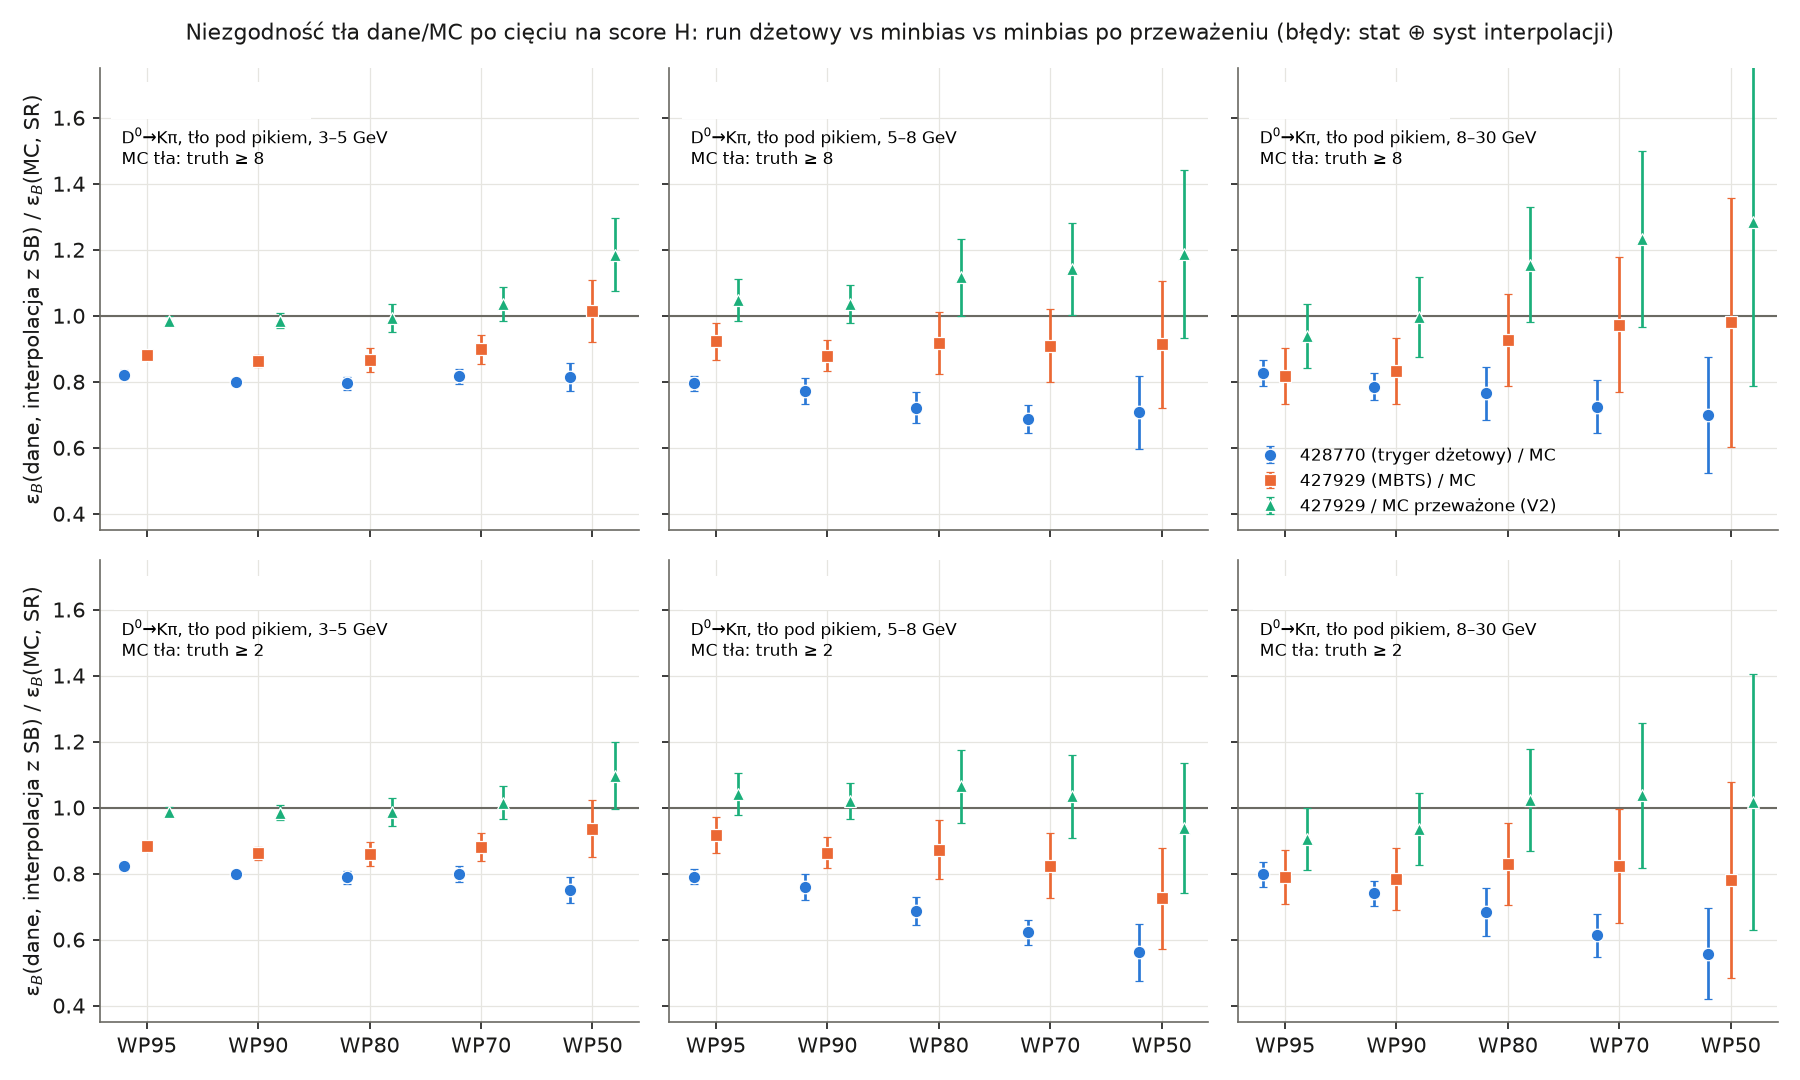 Niezgodność tła dane/MC po cięciu na score H: run dżetowy vs minbias vs minbias po przeważeniu (błędy: stat ⊕ syst interpolacji)
ε_B(dane, interpolacja z SB) / ε_B(MC, SR)
1.6
1.4
1.2
1.0
0.8
0.6
0.4
D⁰→Kπ, tło pod pikiem, 3–5 GeV
MC tła: truth ≥ 8
D⁰→Kπ, tło pod pikiem, 5–8 GeV
MC tła: truth ≥ 8
D⁰→Kπ, tło pod pikiem, 8–30 GeV
MC tła: truth ≥ 8
428770 (tryger dżetowy) / MC
427929 (MBTS) / MC
427929 / MC przeważone (V2)
ε_B(dane, interpolacja z SB) / ε_B(MC, SR)
1.6
1.4
1.2
1.0
0.8
0.6
0.4
D⁰→Kπ, tło pod pikiem, 3–5 GeV
MC tła: truth ≥ 2
D⁰→Kπ, tło pod pikiem, 5–8 GeV
MC tła: truth ≥ 2
D⁰→Kπ, tło pod pikiem, 8–30 GeV
MC tła: truth ≥ 2
WP95 WP90 WP80 WP70 WP50
WP95 WP90 WP80 WP70 WP50
WP95 WP90 WP80 WP70 WP50